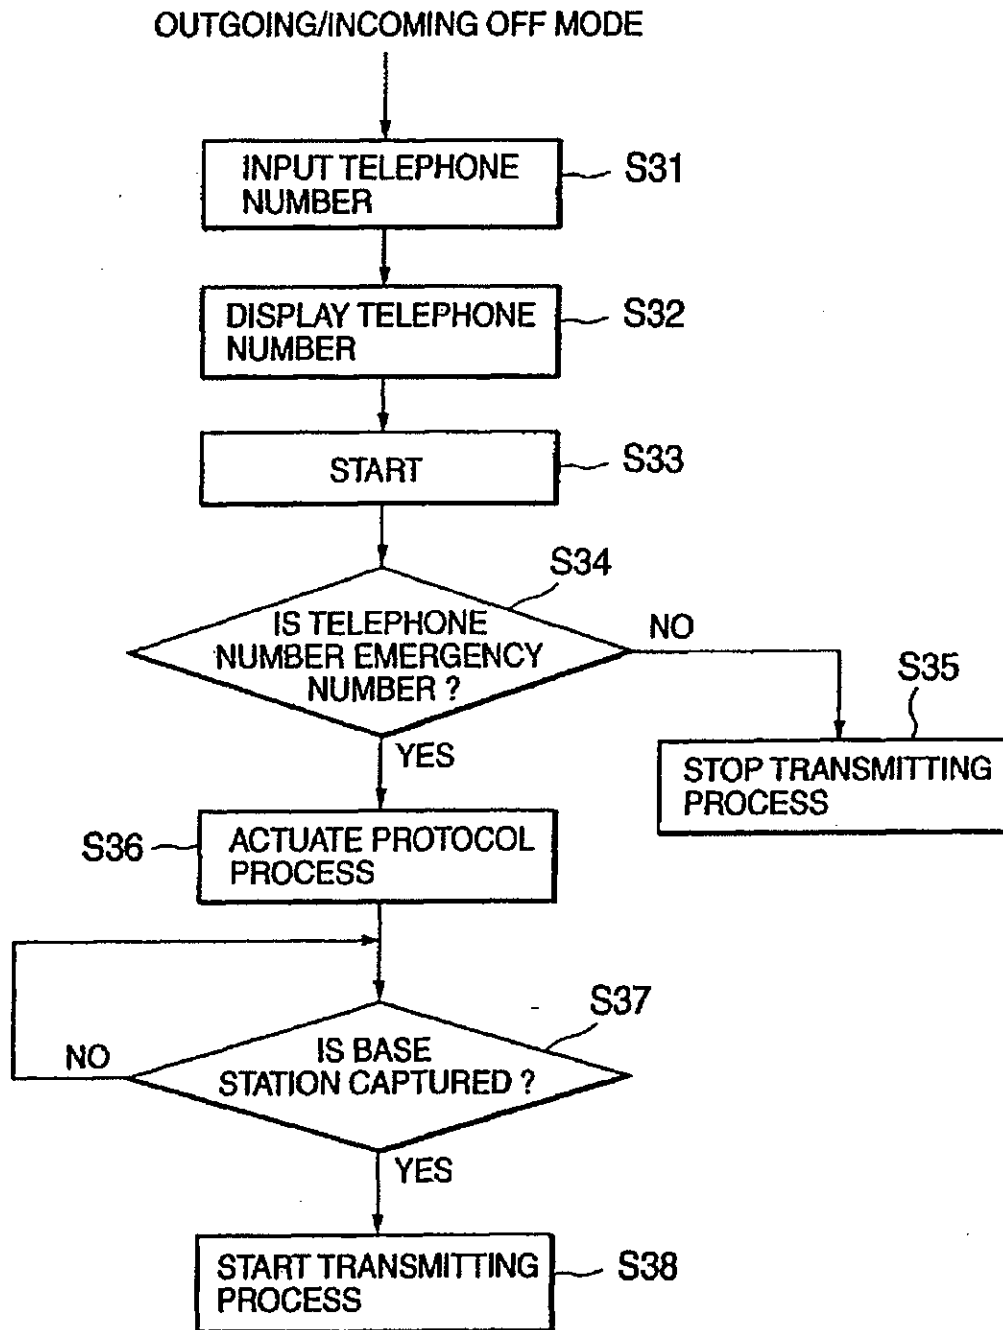 OUTGOING/INCOMING OFF MODE
INPUT TELEPHONE
NUMBER
S31
DISPLAY TELEPHONE
NUMBER
S32
START
S33
S34
IS TELEPHONE
NUMBER EMERGENCY
NUMBER ?
NO
YES
S35
STOP TRANSMITTING
PROCESS
S36
ACTUATE PROTOCOL
PROCESS
S37
IS BASE
STATION CAPTURED ?
NO
YES
START TRANSMITTING
PROCESS
S38